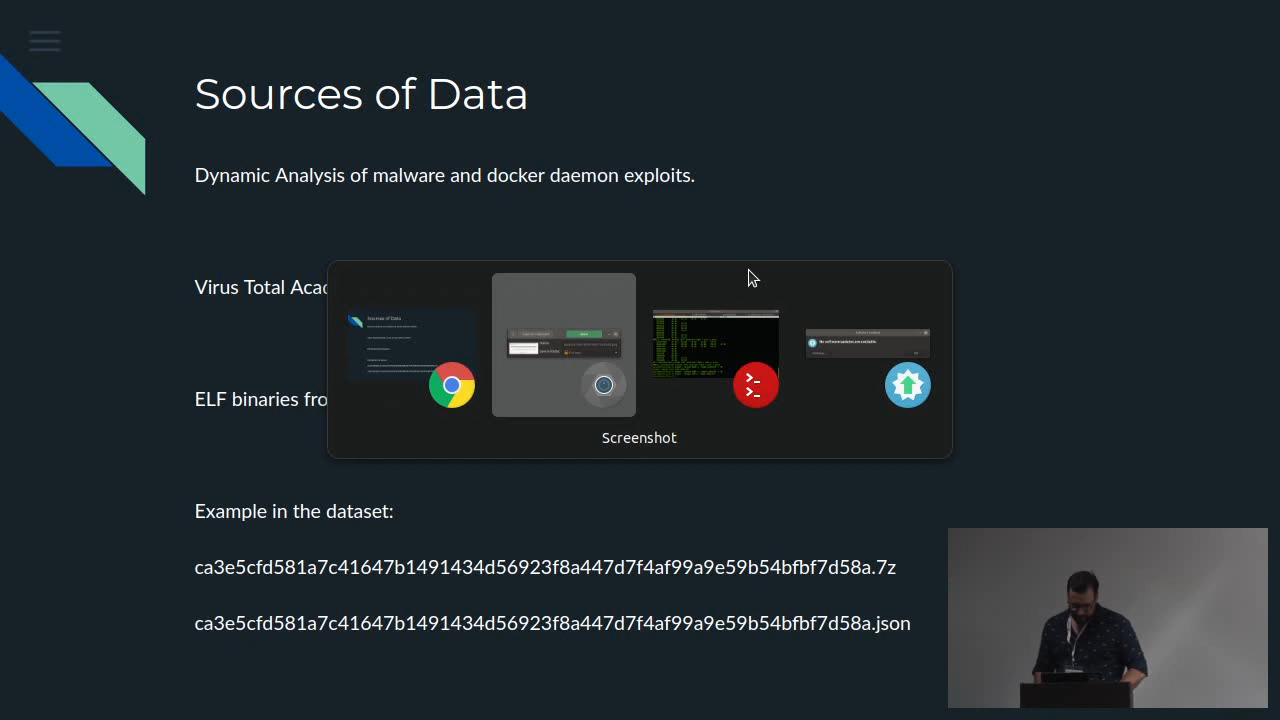 Sources of Data
Dynamic Analysis of malware and docker daemon exploits.
Virus Total Acad
ELF binaries fro
Screenshot
Example in the dataset:
ca3e5cfd581a7c41647b1491434d56923f8a447d7f4af99a9e59b54bfbf7d58a.7z
ca3e5cfd581a7c41647b1491434d56923f8a447d7f4af99a9e59b54bfbf7d58a.json